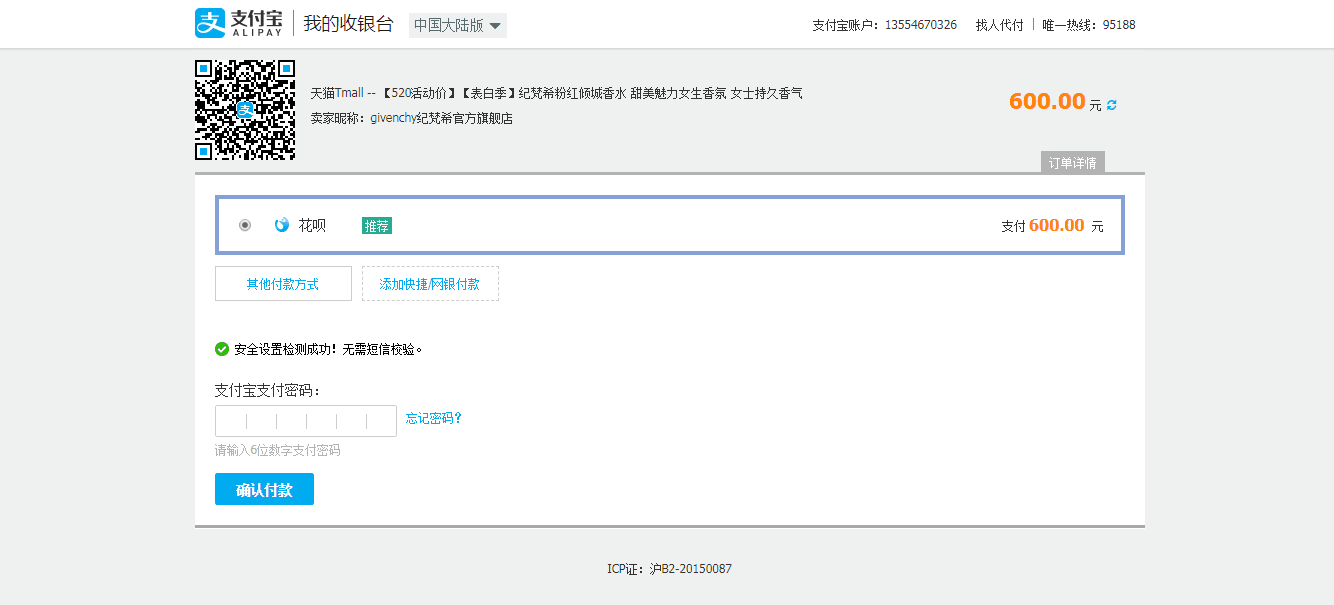 支付宝 ALIPAY 我的收银台 中国大陆版 支付宝账户：13554670326 找人代付 唯一热线：95188
天猫Tmall -- 【520活动价】【表白季】纪梵希粉红倾城香水 甜美魅力女生香氛 女士持久香气
600.00 元
卖家昵称：givenchy纪梵希官方旗舰店
订单详情
花呗 推荐 支付 600.00 元
其他付款方式 添加快捷/网银付款
安全设置检测成功！无需短信校验。
支付宝支付密码：
忘记密码？
请输入6位数字支付密码
确认付款
ICP证：沪B2-20150087